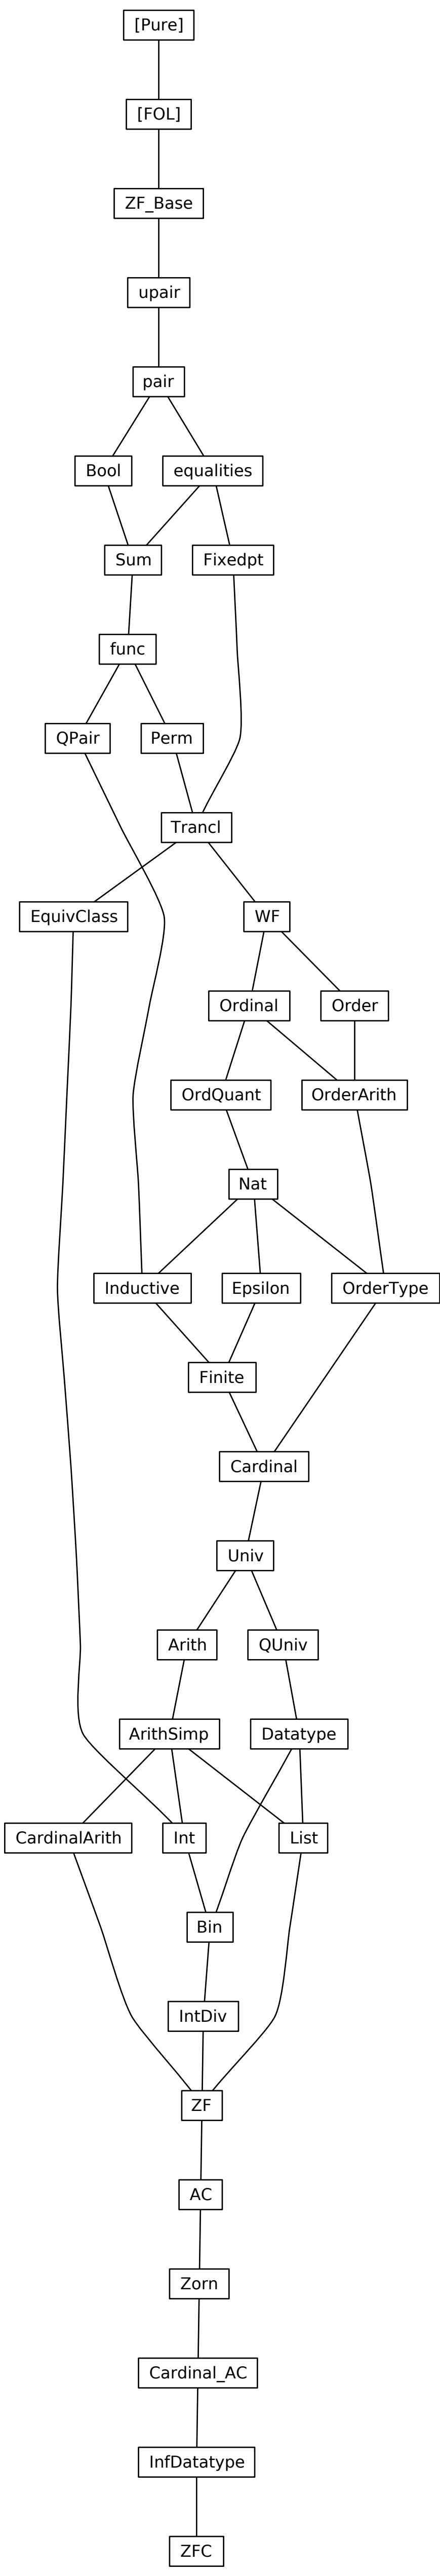 [Pure]
[FOL]
ZF_Base
upair
pair
Bool
equalities
Sum
Fixedpt
func
QPair
Perm
Trancl
EquivClass
WF
Ordinal
Order
OrdQuant
OrderArith
Nat
Inductive
Epsilon
OrderType
Finite
Cardinal
Univ
Arith
QUniv
ArithSimp
Datatype
CardinalArith
Int
List
Bin
IntDiv
ZF
AC
Zorn
Cardinal_AC
InfDatatype
ZFC